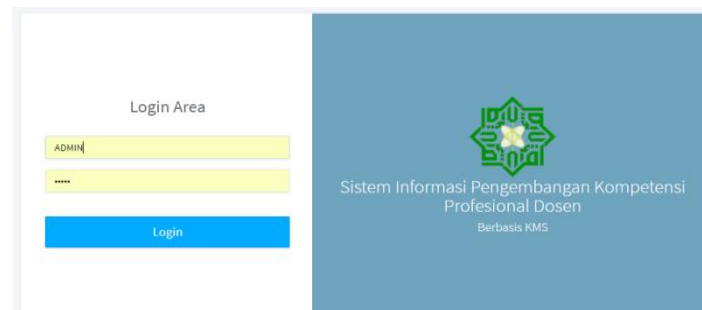 Login Area
ADMIN
•••••
Login
Sistem Informasi Pengembangan Kompetensi
Profesional Dosen
Berbasis KMS